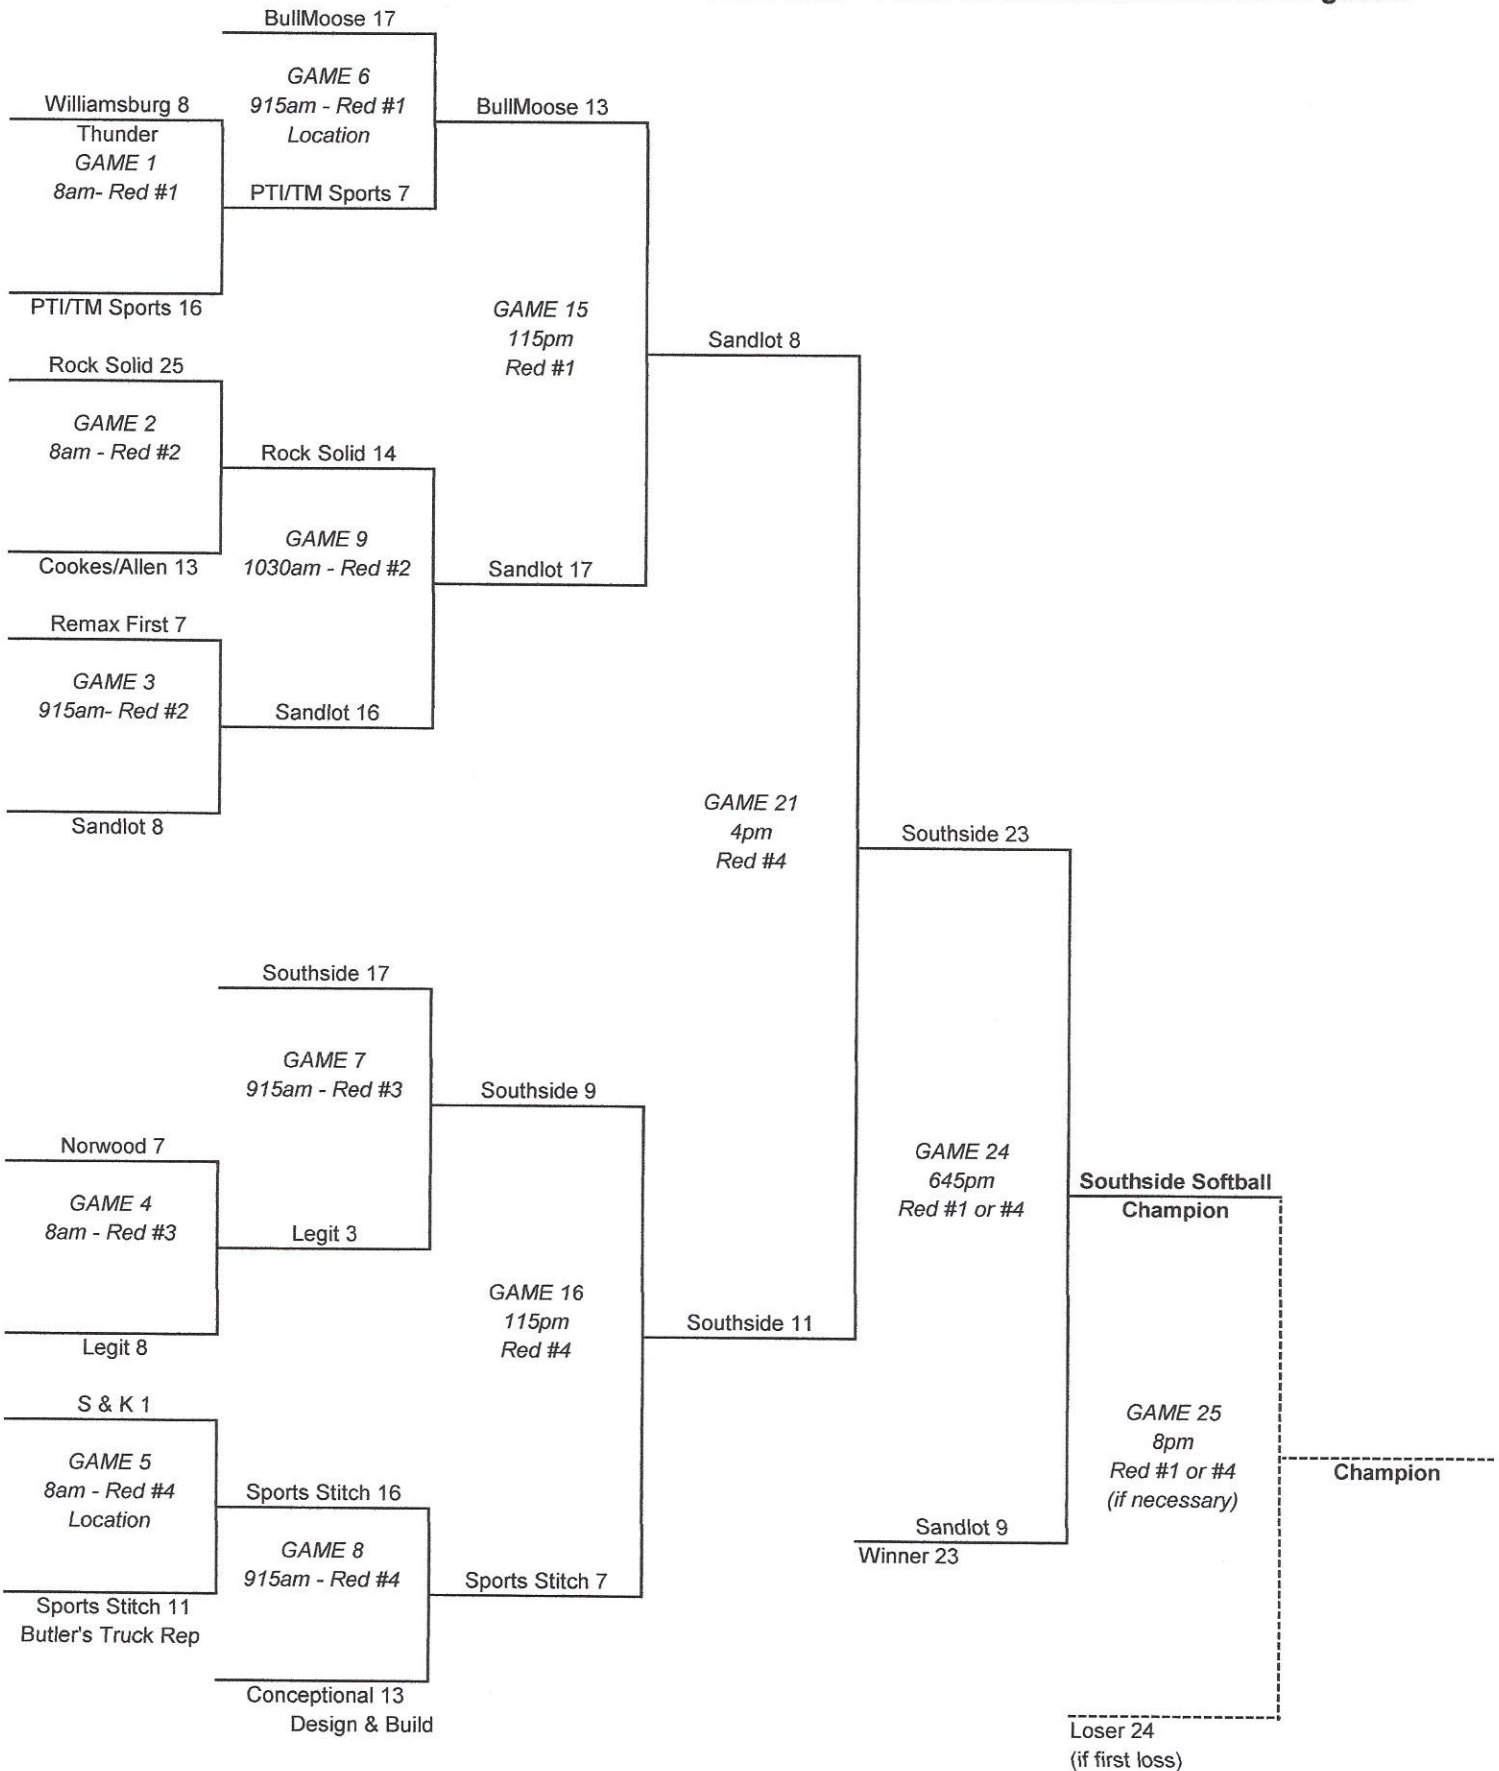 BullMoose 17
GAME 6
915am - Red #1
Location
Williamsburg 8
Thunder
GAME 1
8am- Red #1
BullMoose 13
PTI/TM Sports 7
PTI/TM Sports 16
GAME 15
115pm
Red #1
Sandlot 8
Rock Solid 25
GAME 2
8am - Red #2
Rock Solid 14
Cookes/Allen 13
GAME 9
1030am - Red #2
Sandlot 17
Remax First 7
GAME 3
915am- Red #2
Sandlot 16
Sandlot 8
GAME 21
4pm
Red #4
Southside 23
Southside 17
GAME 7
915am - Red #3
Southside 9
Norwood 7
GAME 4
8am - Red #3
Legit 3
Legit 8
GAME 16
115pm
Red #4
Southside 11
GAME 24
645pm
Red #1 or #4
Southside Softball
Champion
S & K 1
GAME 5
8am - Red #4
Location
Sports Stitch 16
Sports Stitch 11
Butler's Truck Rep
GAME 8
915am - Red #4
Sports Stitch 7
Conceptional 13
Design & Build
Sandlot 9
Winner 23
GAME 25
8pm
Red #1 or #4
(if necessary)
Champion
Loser 24
(if first loss)